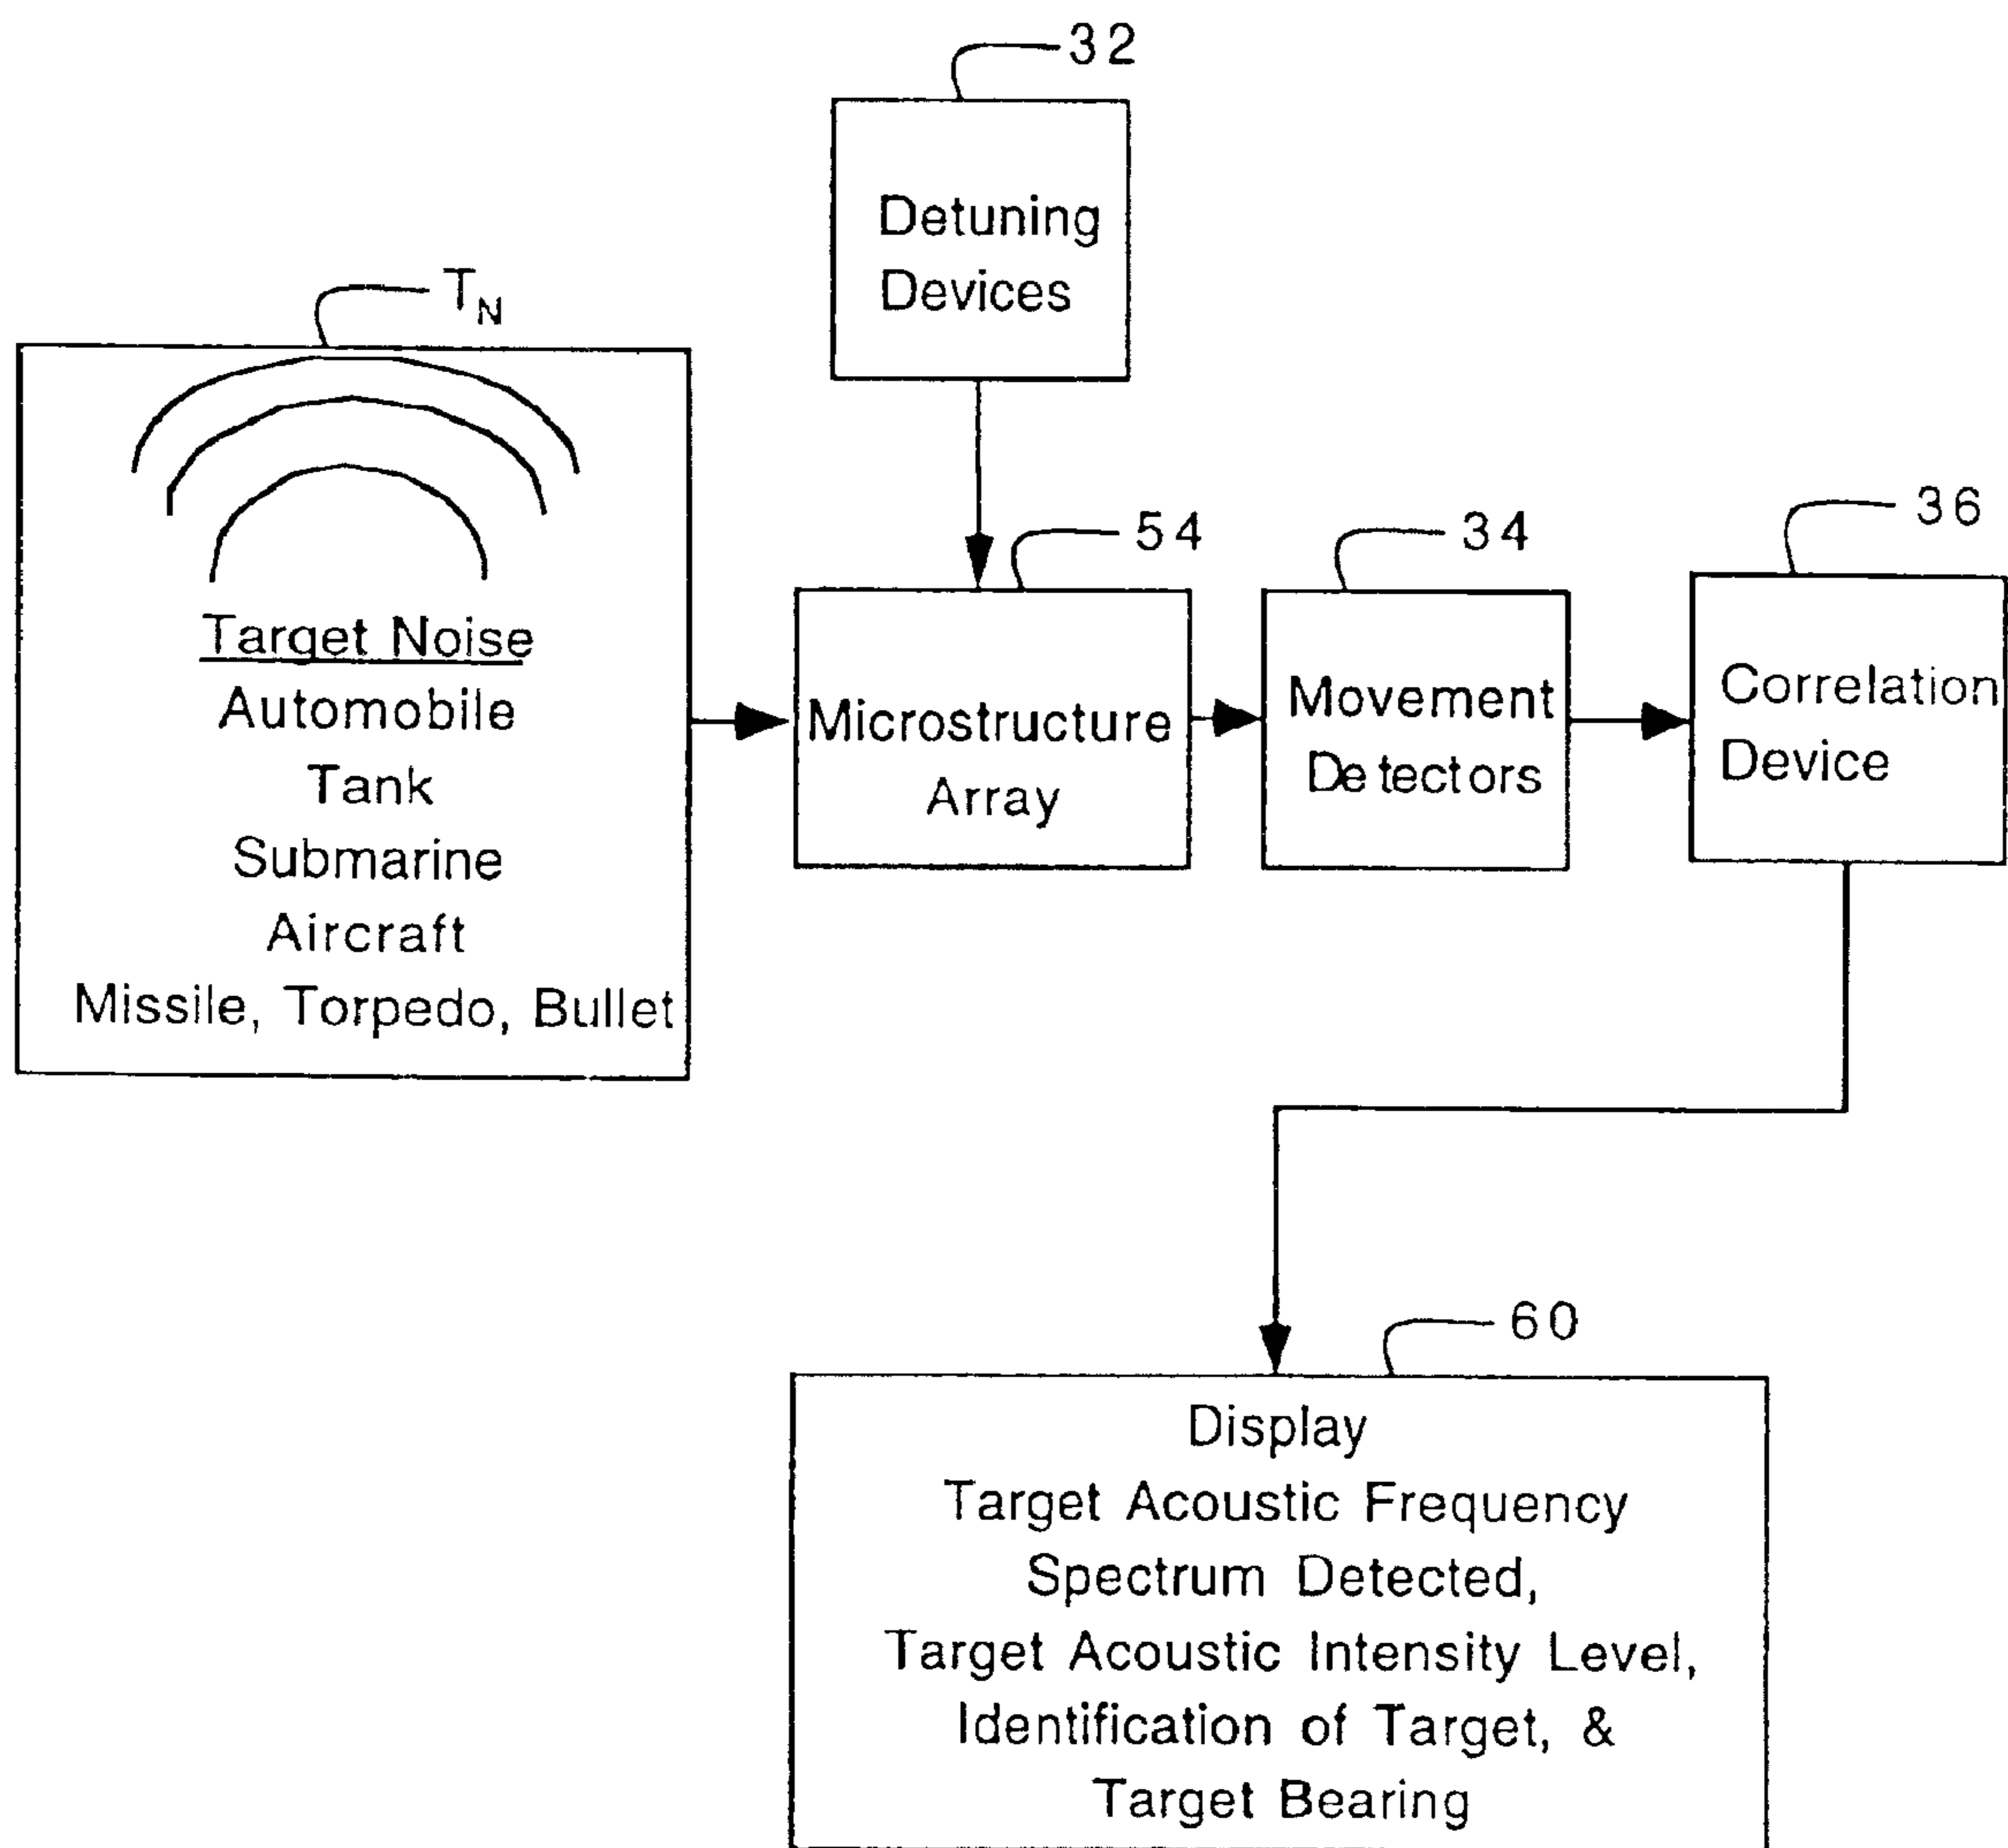 32
Detuning
Devices
T_N
Target Noise
Automobile
Tank
Submarine
Aircraft
Missile, Torpedo, Bullet
54
Microstructure
Array
34
Movement
Detectors
36
Correlation
Device
60
Display
Target Acoustic Frequency
Spectrum Detected,
Target Acoustic Intensity Level,
Identification of Target, &
Target Bearing